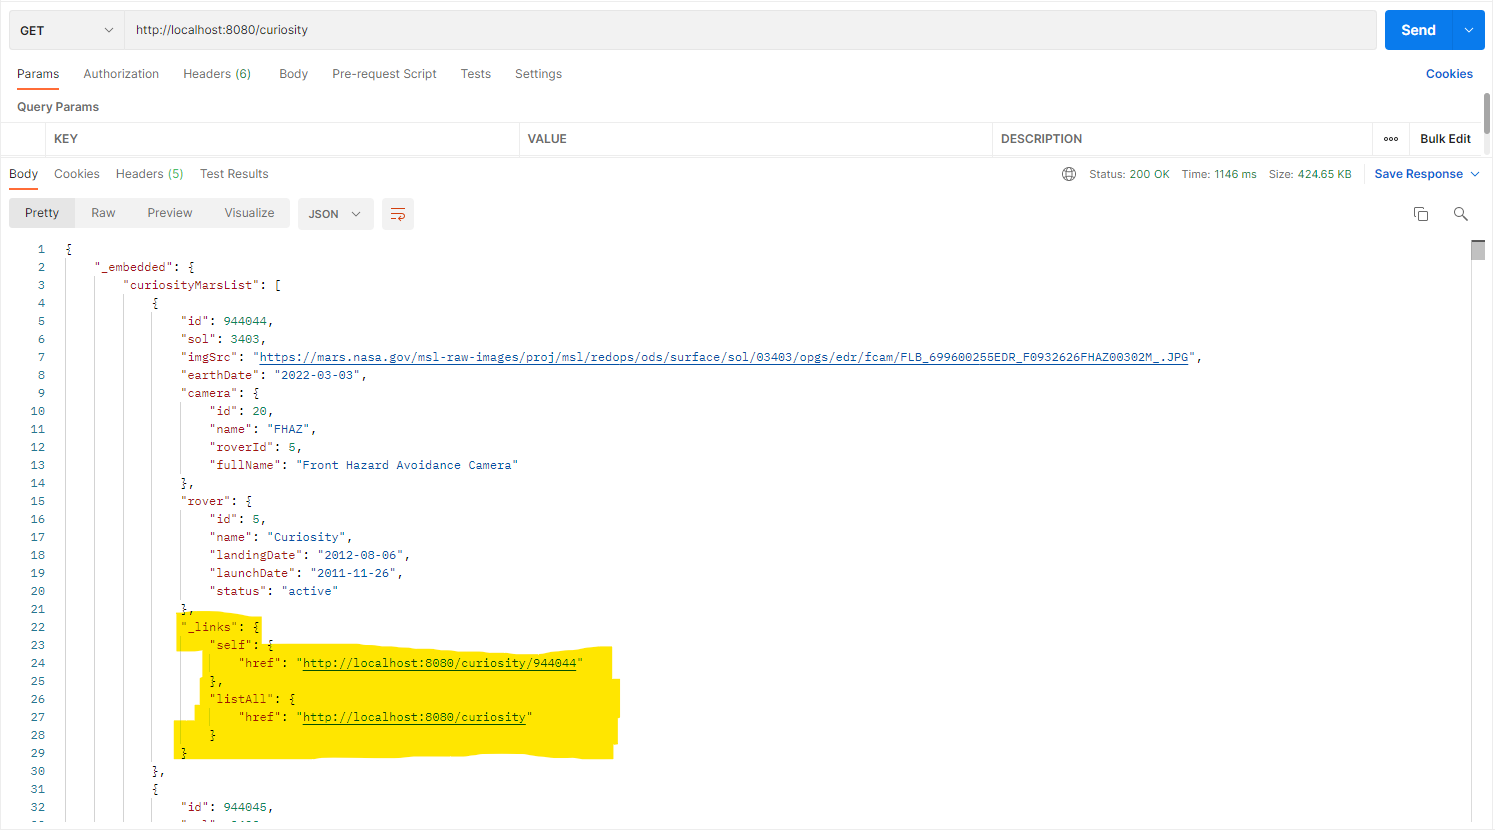 GET http://localhost:8080/curiosity Send
Params Authorization Headers (6) Body Pre-request Script Tests Settings Cookies
Query Params
KEY VALUE DESCRIPTION ooo Bulk Edit
Body Cookies Headers (5) Test Results Status: 200 OK Time: 1146 ms Size: 424.65 KB Save Response
Pretty Raw Preview Visualize JSON
1 {
2 "_embedded": {
3 "curiosityMarsList": [
4 {
5 "id": 944044,
6 "sol": 3403,
7 "imgSrc": "https://mars.nasa.gov/msl-raw-images/proj/msl/redops/ods/surface/sol/03403/opgs/edr/fcam/FLB_699600255EDR_F0932626FHAZ00302M_.JPG",
8 "earthDate": "2022-03-03",
9 "camera": {
10 "id": 20,
11 "name": "FHAZ",
12 "roverId": 5,
13 "fullName": "Front Hazard Avoidance Camera"
14 },
15 "rover": {
16 "id": 5,
17 "name": "Curiosity",
18 "landingDate": "2012-08-06",
19 "launchDate": "2011-11-26",
20 "status": "active"
21 },
22 "_links": {
23 "self": {
24 "href": "http://localhost:8080/curiosity/944044"
25 },
26 "listAll": {
27 "href": "http://localhost:8080/curiosity"
28 }
29 }
30 },
31 {
32 "id": 944045,